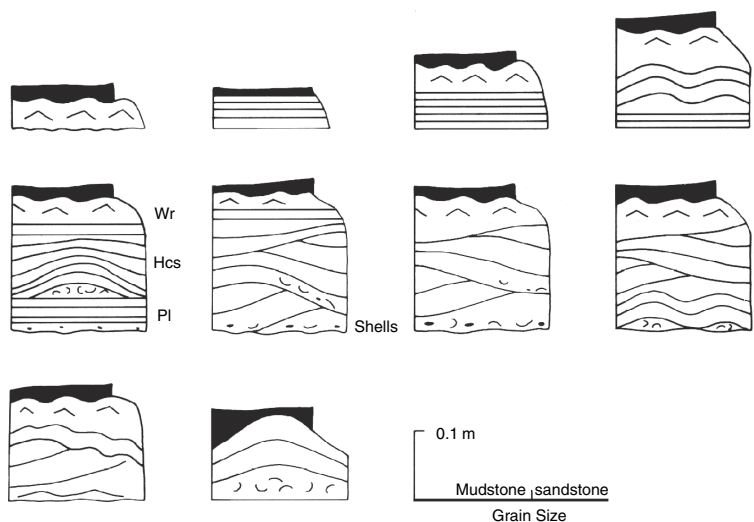 Wr
Hcs
Pl
Shells
0.1 m
Mudstone sandstone
Grain Size